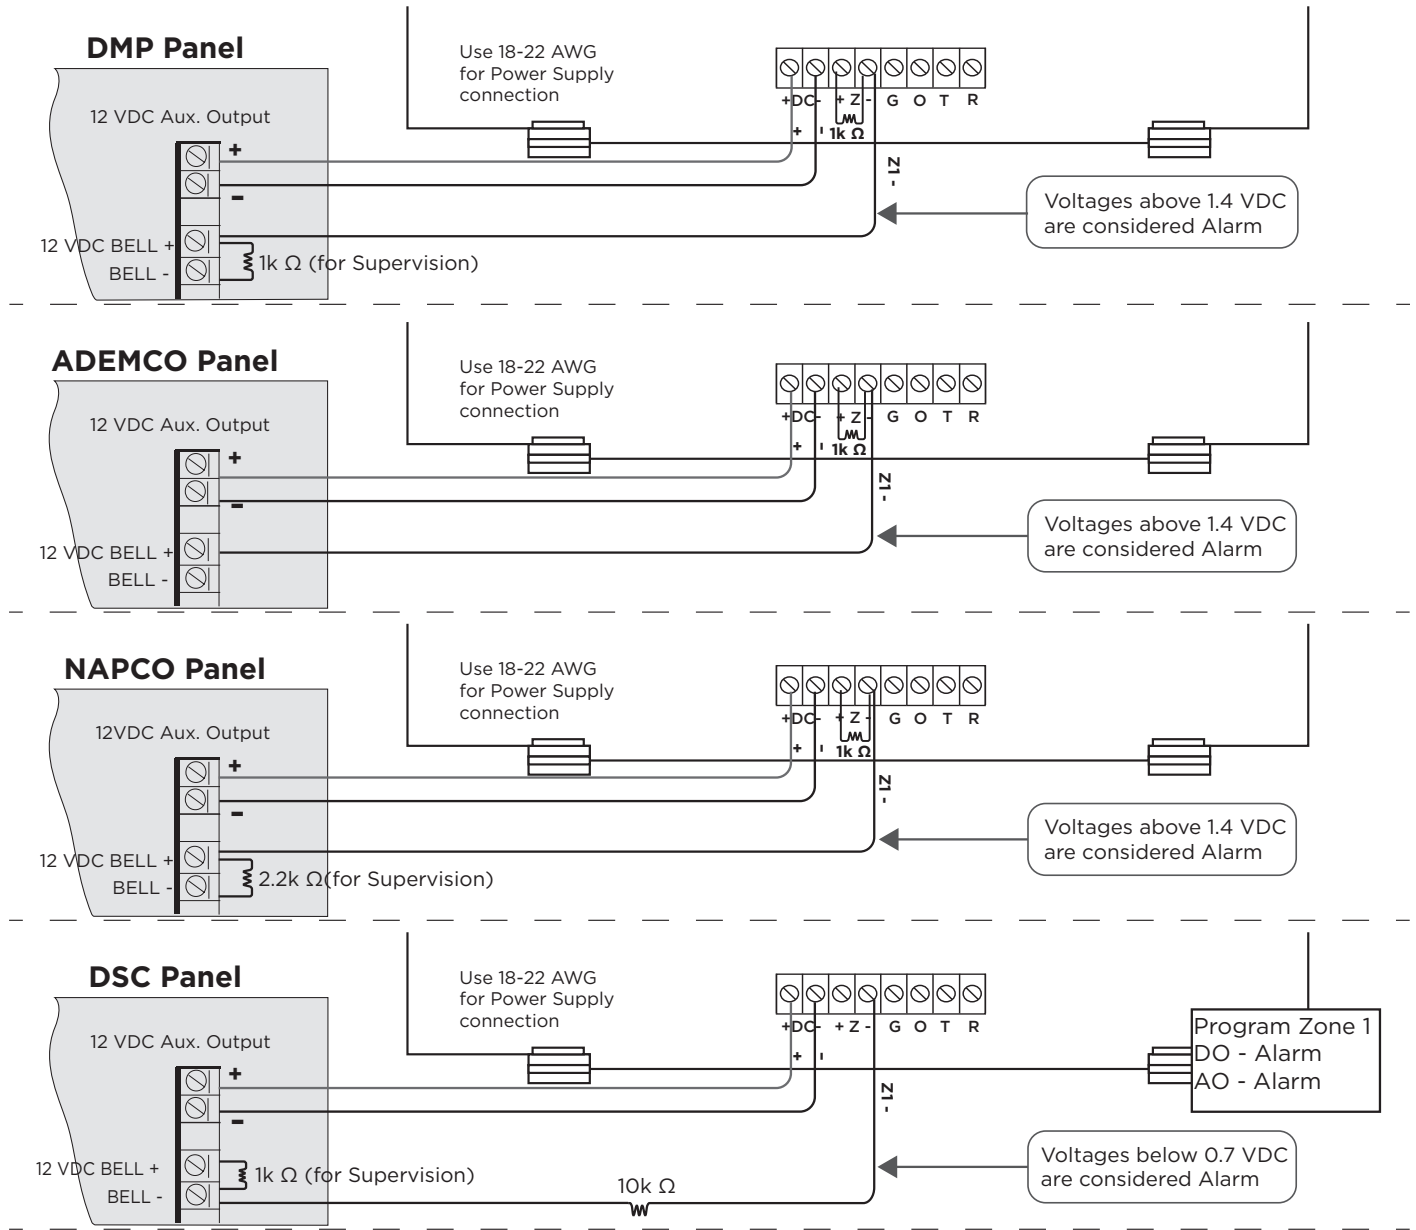 DMP Panel
12 VDC Aux. Output
+
-
12 VDC BELL +
BELL -
1k Ω (for Supervision)
Use 18-22 AWG
for Power Supply
connection
+DC- + Z - G O T R
+ - 1k Ω
Z1 -
Voltages above 1.4 VDC
are considered Alarm
ADEMCO Panel
12 VDC Aux. Output
+
-
12 VDC BELL +
BELL -
Use 18-22 AWG
for Power Supply
connection
+DC- + Z - G O T R
+ - 1k Ω
Z1 -
Voltages above 1.4 VDC
are considered Alarm
NAPCO Panel
12VDC Aux. Output
+
-
12 VDC BELL +
BELL -
2.2k Ω(for Supervision)
Use 18-22 AWG
for Power Supply
connection
+DC- + Z - G O T R
+ - 1k Ω
Z1 -
Voltages above 1.4 VDC
are considered Alarm
DSC Panel
12 VDC Aux. Output
+
-
12 VDC BELL +
BELL -
1k Ω (for Supervision)
10k Ω
Use 18-22 AWG
for Power Supply
connection
+DC- + Z - G O T R
+ -
Z1 -
Program Zone 1
DO - Alarm
AO - Alarm
Voltages below 0.7 VDC
are considered Alarm